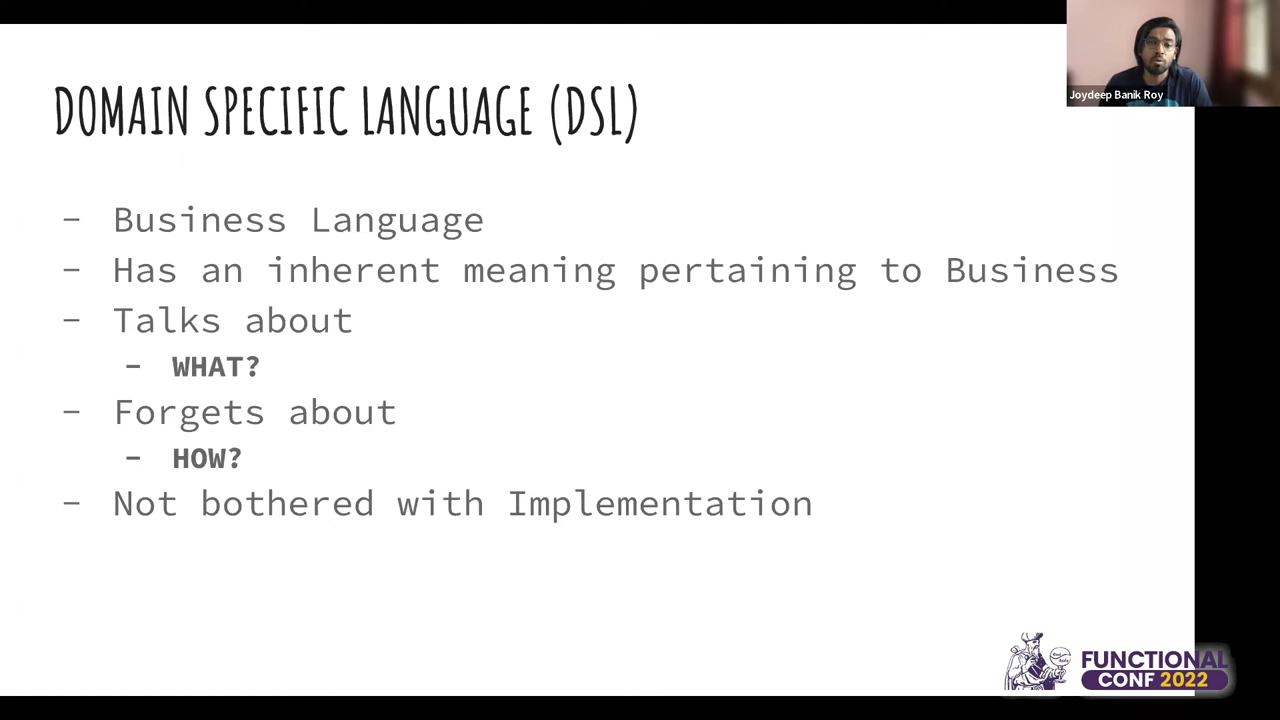 DOMAIN SPECIFIC LANGUAGE (DSL)
Joydeep Banik Roy
- Business Language
- Has an inherent meaning pertaining to Business
- Talks about
- WHAT?
- Forgets about
- HOW?
- Not bothered with Implementation
FUNCTIONAL
CONF 2022